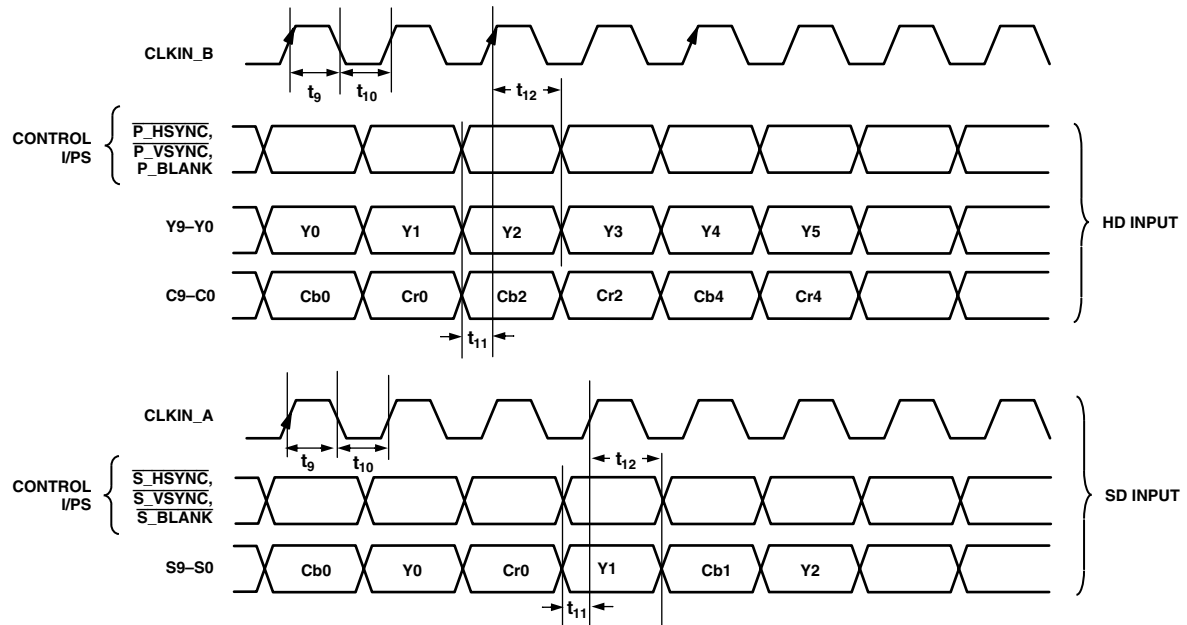 CLKIN_B
t9 t10 t12
CONTROL
I/PS
P_HSYNC,
P_VSYNC,
P_BLANK
Y9–Y0 Y0 Y1 Y2 Y3 Y4 Y5
HD INPUT
C9–C0 Cb0 Cr0 Cb2 Cr2 Cb4 Cr4
t11
CLKIN_A
t9 t10 t12
CONTROL
I/PS
S_HSYNC,
S_VSYNC,
S_BLANK
SD INPUT
S9–S0 Cb0 Y0 Cr0 Y1 Cb1 Y2
t11